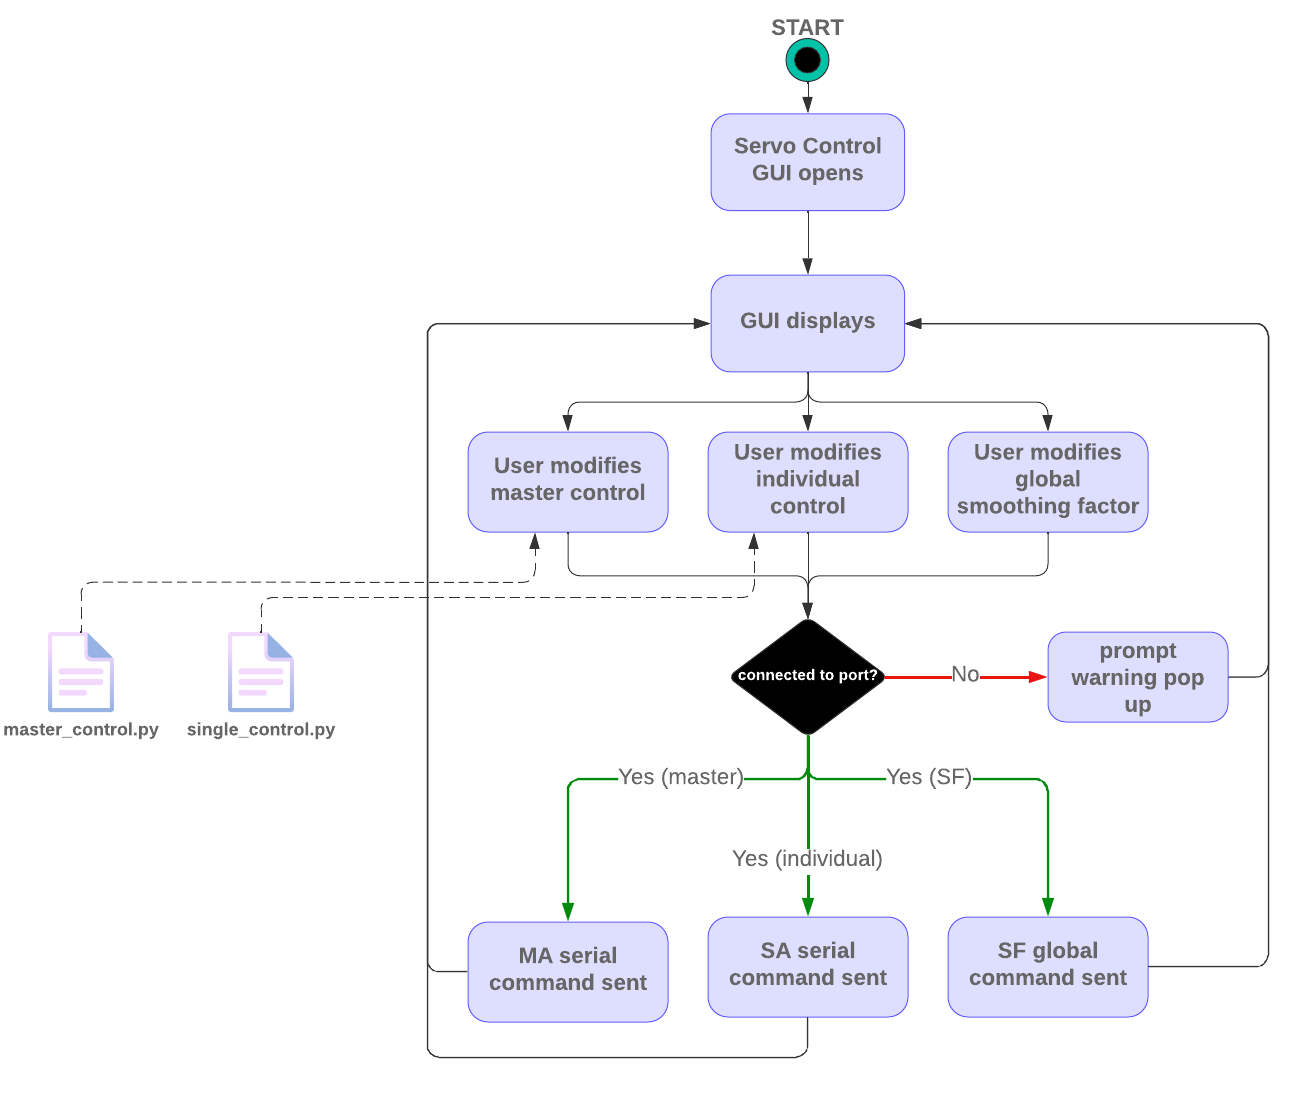 START
Servo Control
GUI opens
GUI displays
User modifies
master control
User modifies
individual
control
User modifies
global
smoothing factor
master_control.py
single_control.py
connected to port?
No
prompt
warning pop
up
Yes (master)
Yes (SF)
Yes (individual)
MA serial
command sent
SA serial
command sent
SF global
command sent